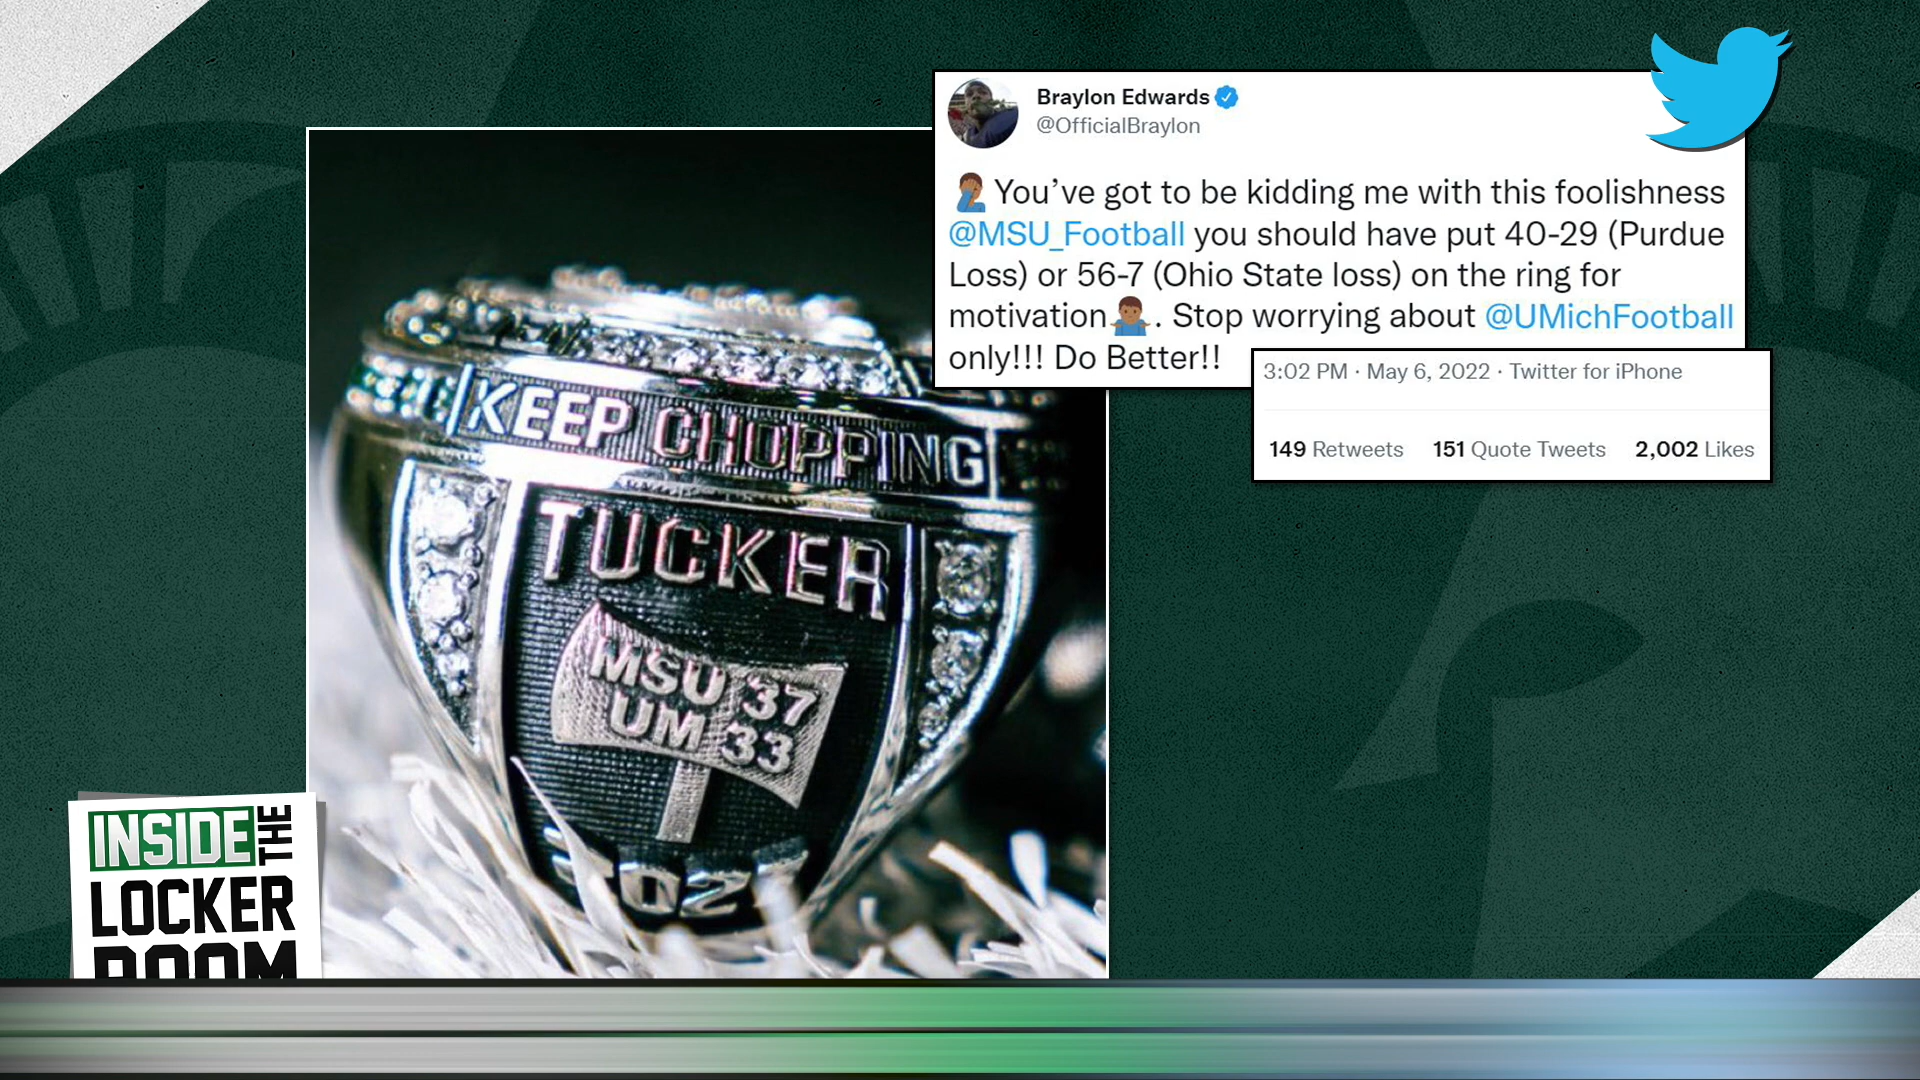 Braylon Edwards
@OfficialBraylon
🤦🏾‍♂️You’ve got to be kidding me with this foolishness
@MSU_Football you should have put 40-29 (Purdue
Loss) or 56-7 (Ohio State loss) on the ring for
motivation🤷🏾‍♂️. Stop worrying about @UMichFootball
only!!! Do Better!!
3:02 PM · May 6, 2022 · Twitter for iPhone
149 Retweets 151 Quote Tweets 2,002 Likes
KEEP CHOPPING
TUCKER
MSU 37
UM 33
INSIDE THE
LOCKER
ROOM